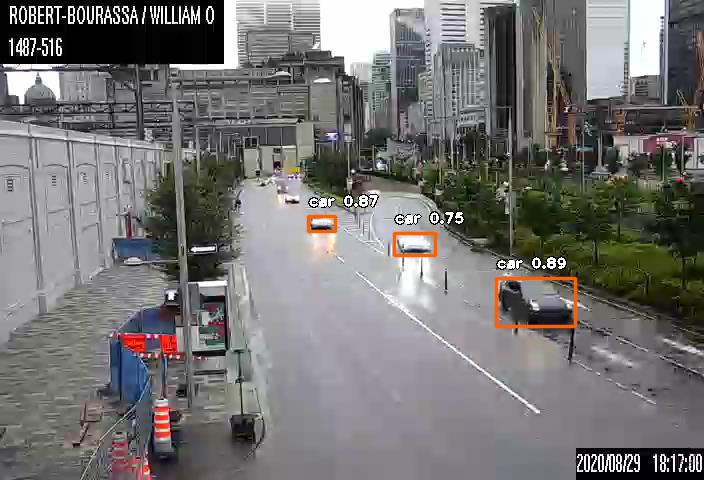 ROBERT-BOURASSA / WILLIAM O
1487-516
car 0.87
car 0.75
car 0.89
2020/08/29 18:17:00